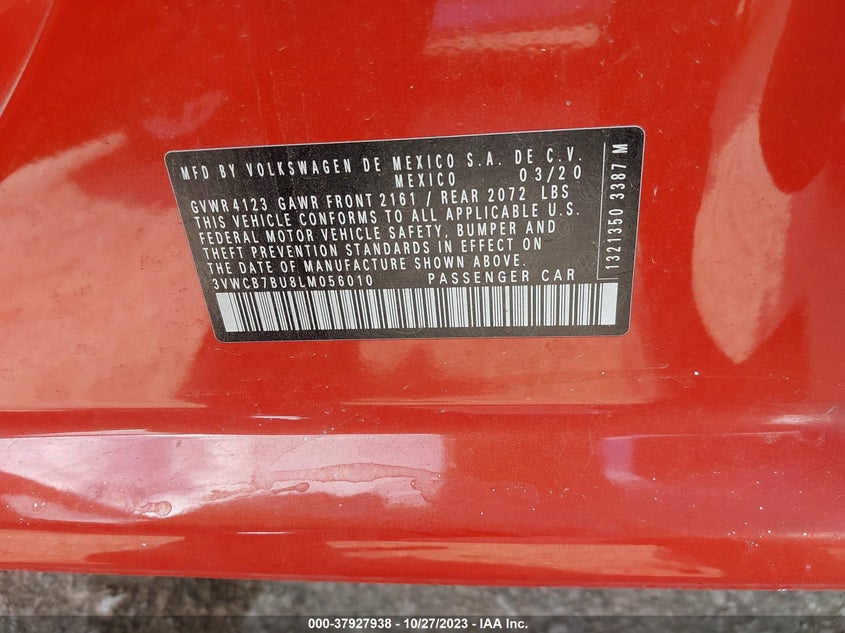 MFD BY VOLKSWAGEN DE MEXICO S.A. DE C.V.
MEXICO 03/20
GVWR 4123 GAWR FRONT 2161 / REAR 2072 LBS
THIS VEHICLE CONFORMS TO ALL APPLICABLE U.S.
FEDERAL MOTOR VEHICLE SAFETY, BUMPER AND
THEFT PREVENTION STANDARDS IN EFFECT ON
THE DATE OF MANUFACTURE SHOWN ABOVE.
3VWCB7BU8LM056010 PASSENGER CAR
1321350 3387 M
000-37927938 - 10/27/2023 - IAA Inc.